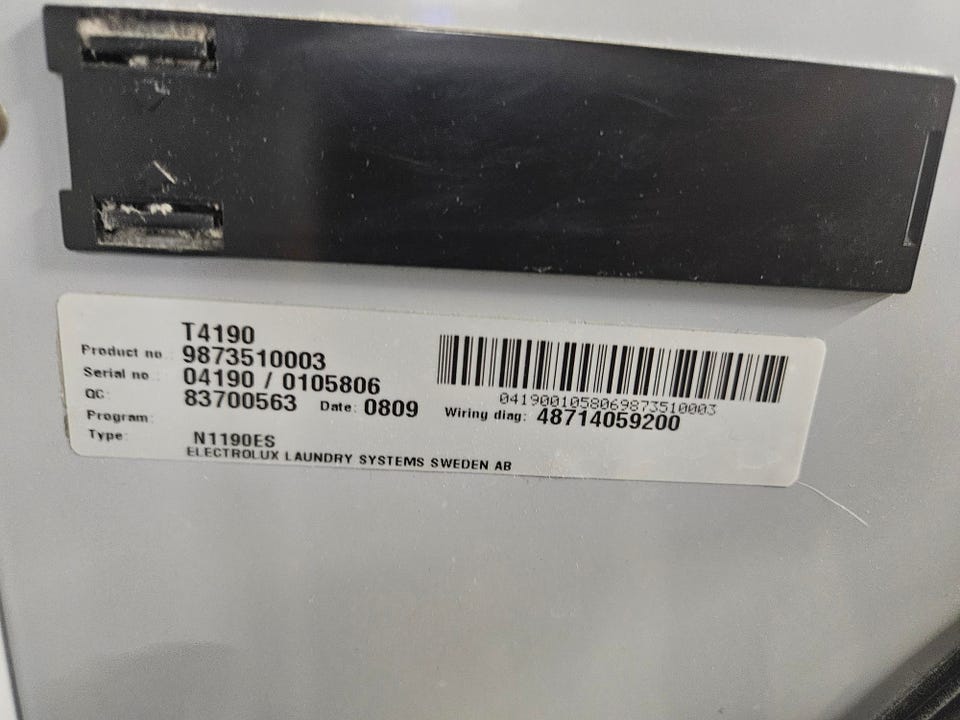 T4190
Product no.: 9873510003
Serial no.: 04190 / 0105806
QC: 83700563 Date: 0809 Wiring diag: 48714059200
Program:
Type: N1190ES
ELECTROLUX LAUNDRY SYSTEMS SWEDEN AB
0419001058069873510003